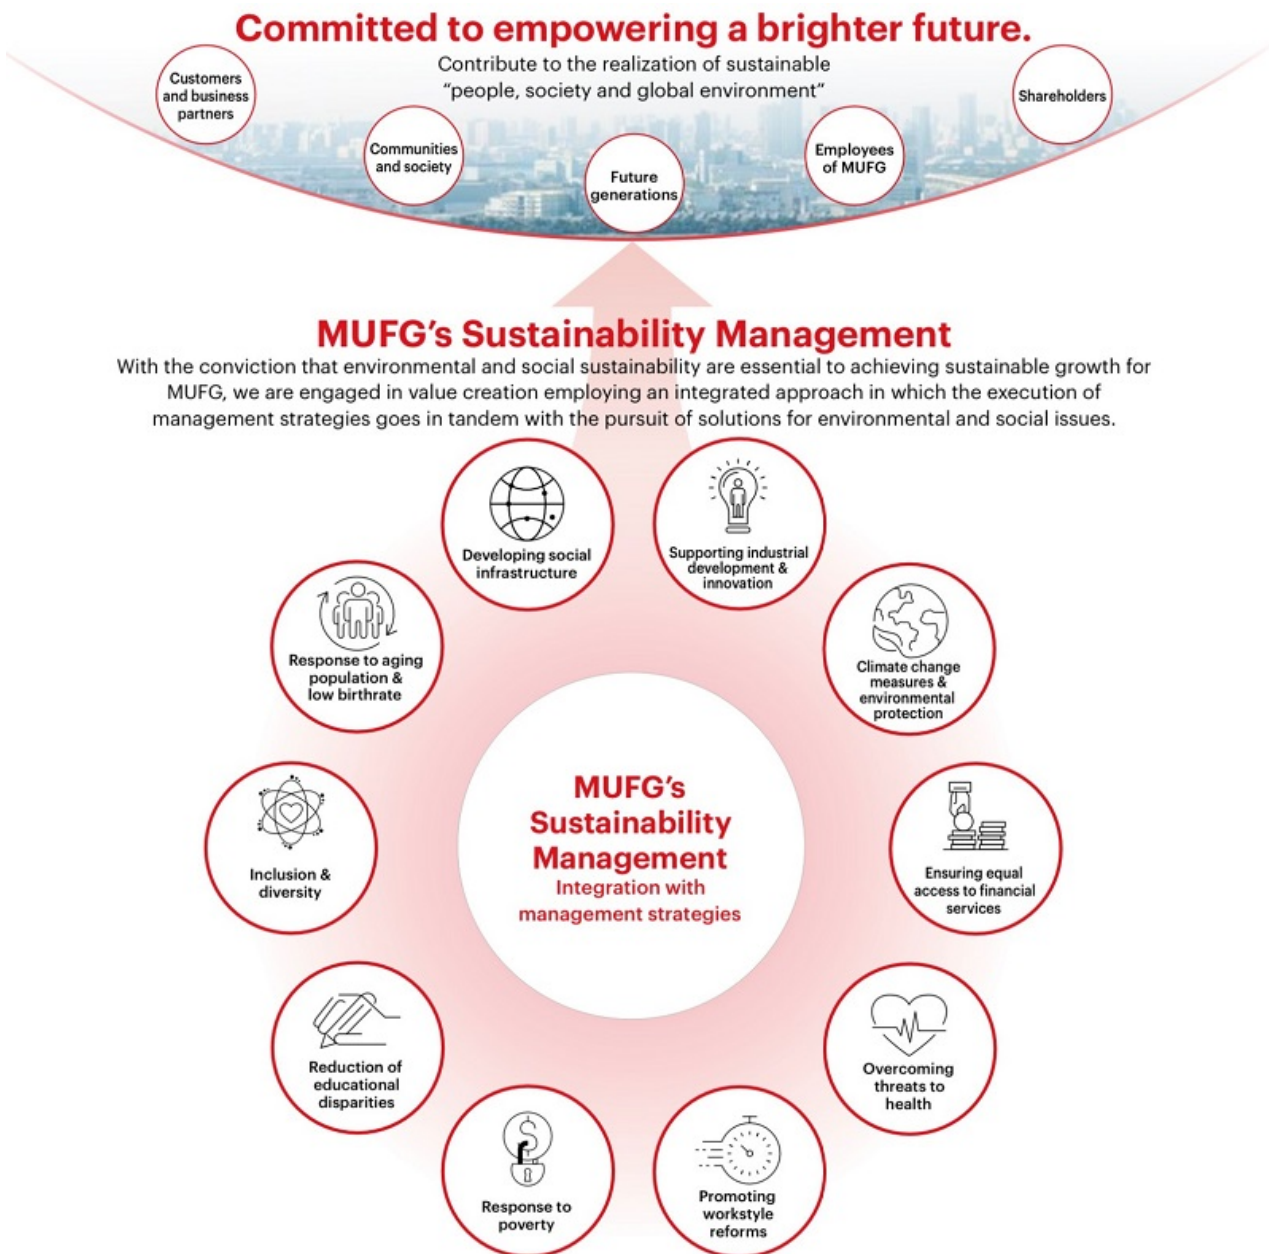 Committed to empowering a brighter future.
Contribute to the realization of sustainable
“people, society and global environment”
Customers
and business
partners
Communities
and society
Future
generations
Employees
of MUFG
Shareholders
MUFG’s Sustainability Management
With the conviction that environmental and social sustainability are essential to achieving sustainable growth for
MUFG, we are engaged in value creation employing an integrated approach in which the execution of
management strategies goes in tandem with the pursuit of solutions for environmental and social issues.
Developing social
infrastructure
Supporting industrial
development &
innovation
Response to aging
population &
low birthrate
Climate change
measures &
environmental
protection
Inclusion &
diversity
MUFG’s
Sustainability
Management
Integration with
management strategies
Ensuring equal
access to financial
services
Reduction of
educational
disparities
Overcoming
threats to
health
Response to
poverty
Promoting
workstyle
reforms